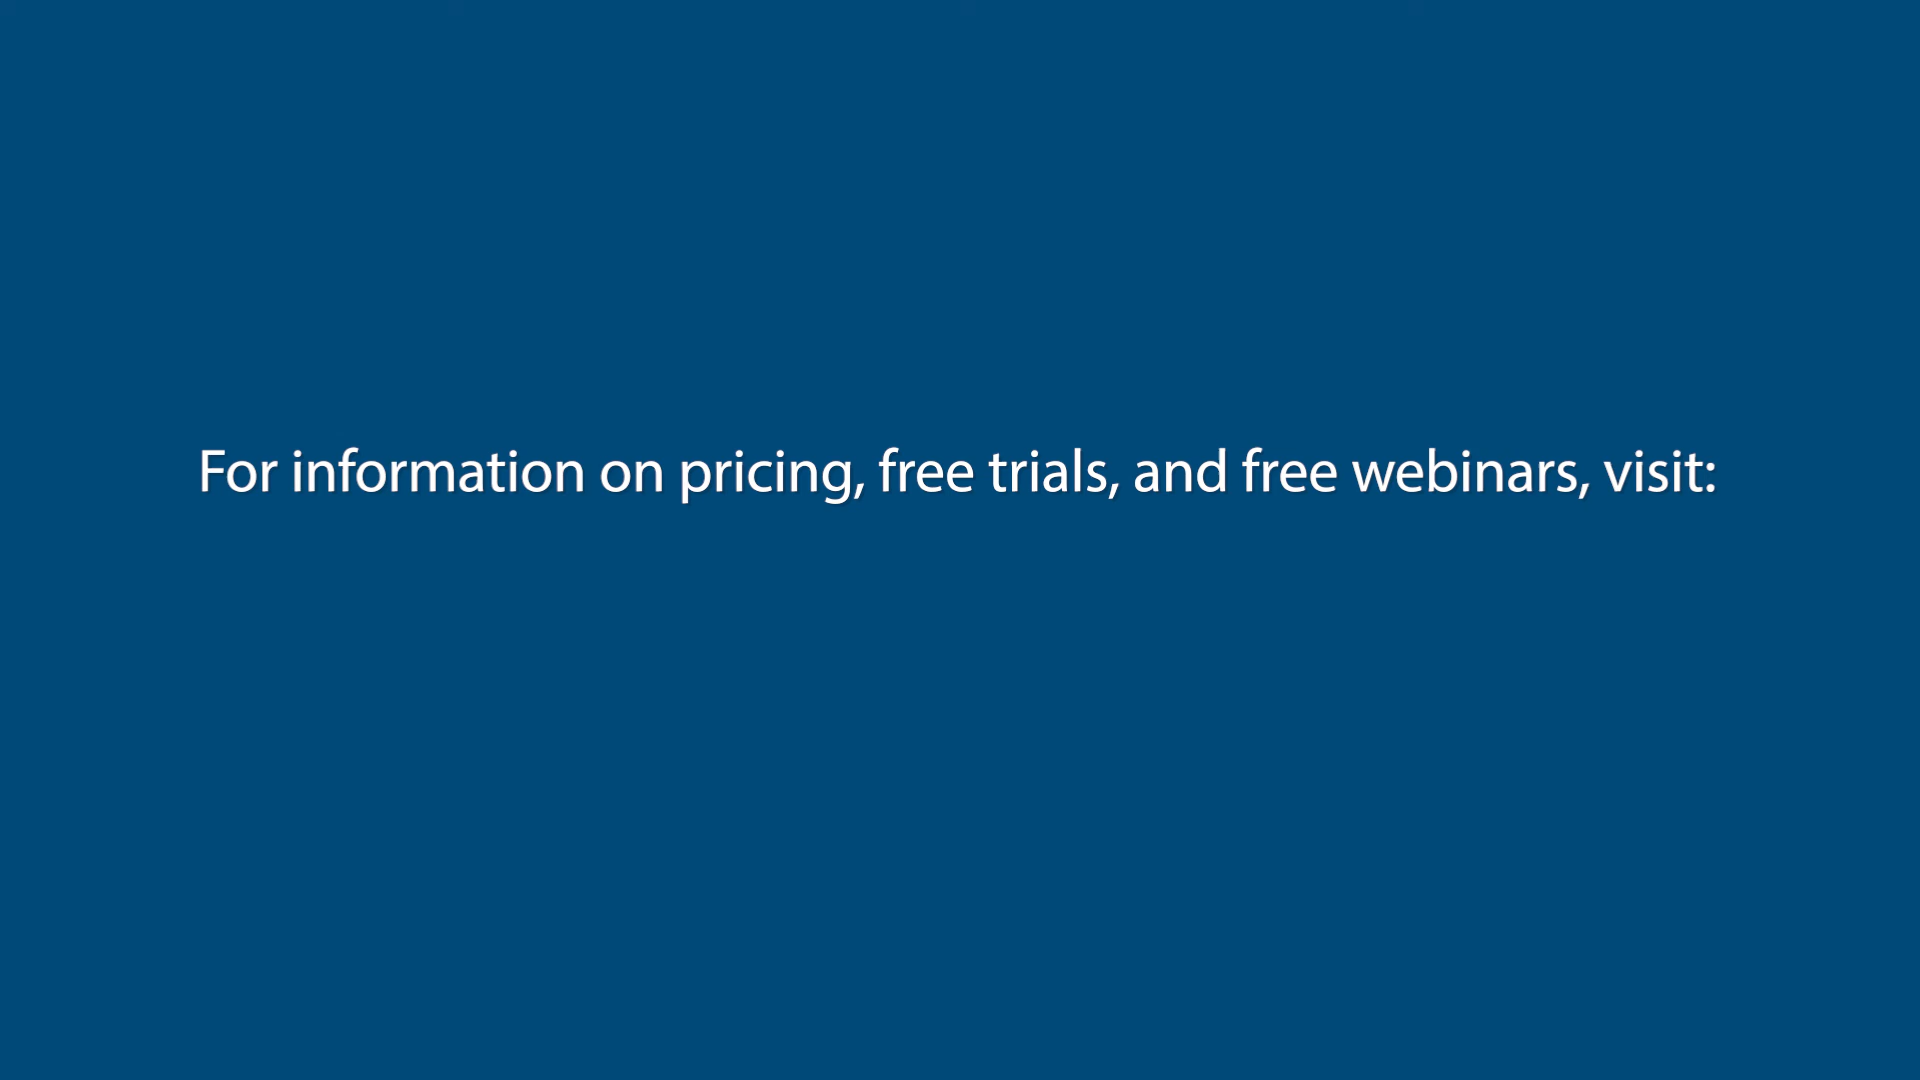 For information on pricing, free trials, and free webinars, visit: